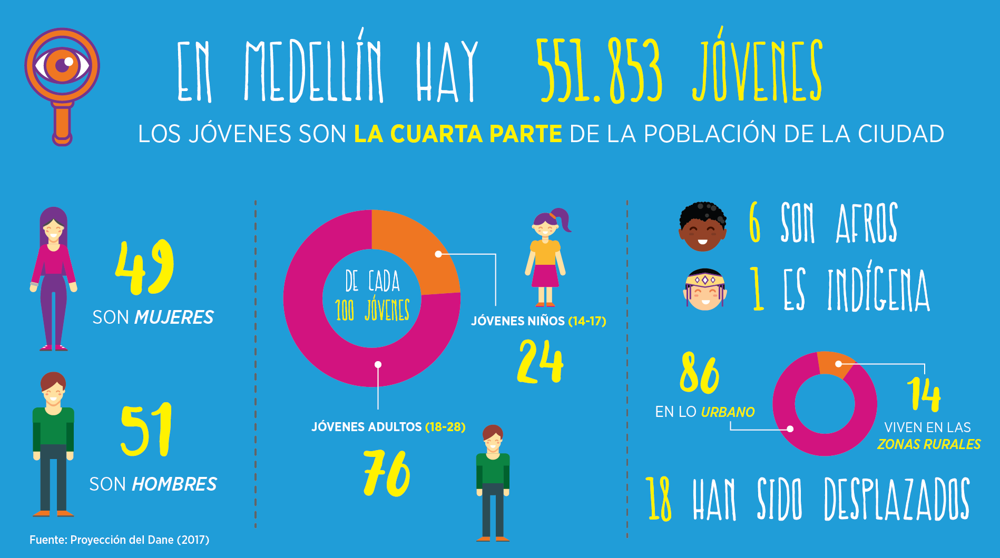 EN MEDELLÍN HAY 551.853 JÓVENES
LOS JÓVENES SON LA CUARTA PARTE DE LA POBLACIÓN DE LA CIUDAD
49
SON MUJERES
51
SON HOMBRES
Fuente: Proyección del Dane (2017)
DE CADA
100 JÓVENES
JÓVENES NIÑOS (14-17)
24
JÓVENES ADULTOS (18-28)
76
6 SON AFROS
1 ES INDÍGENA
86
EN LO URBANO
14
VIVEN EN LAS
ZONAS RURALES
18 HAN SIDO DESPLAZADOS